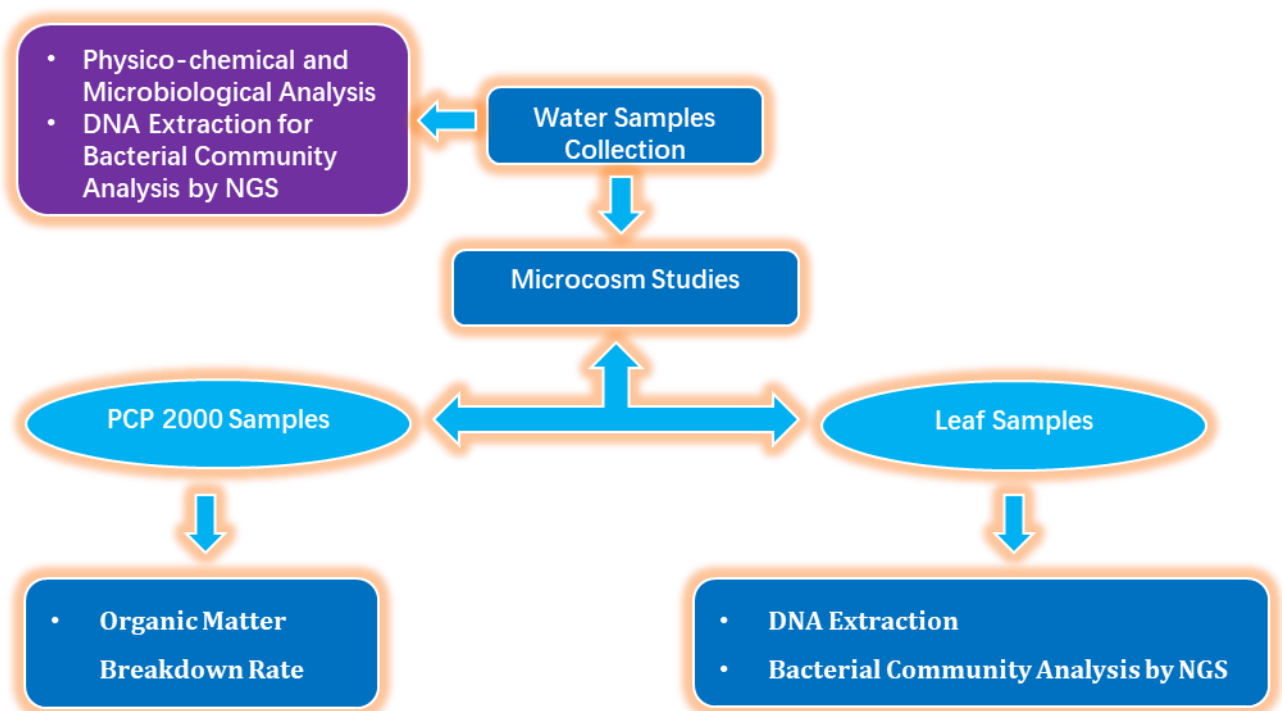 • Physico-chemical and
Microbiological Analysis
• DNA Extraction for
Bacterial Community
Analysis by NGS
Water Samples
Collection
Microcosm Studies
PCP 2000 Samples
Leaf Samples
• Organic Matter
Breakdown Rate
• DNA Extraction
• Bacterial Community Analysis by NGS